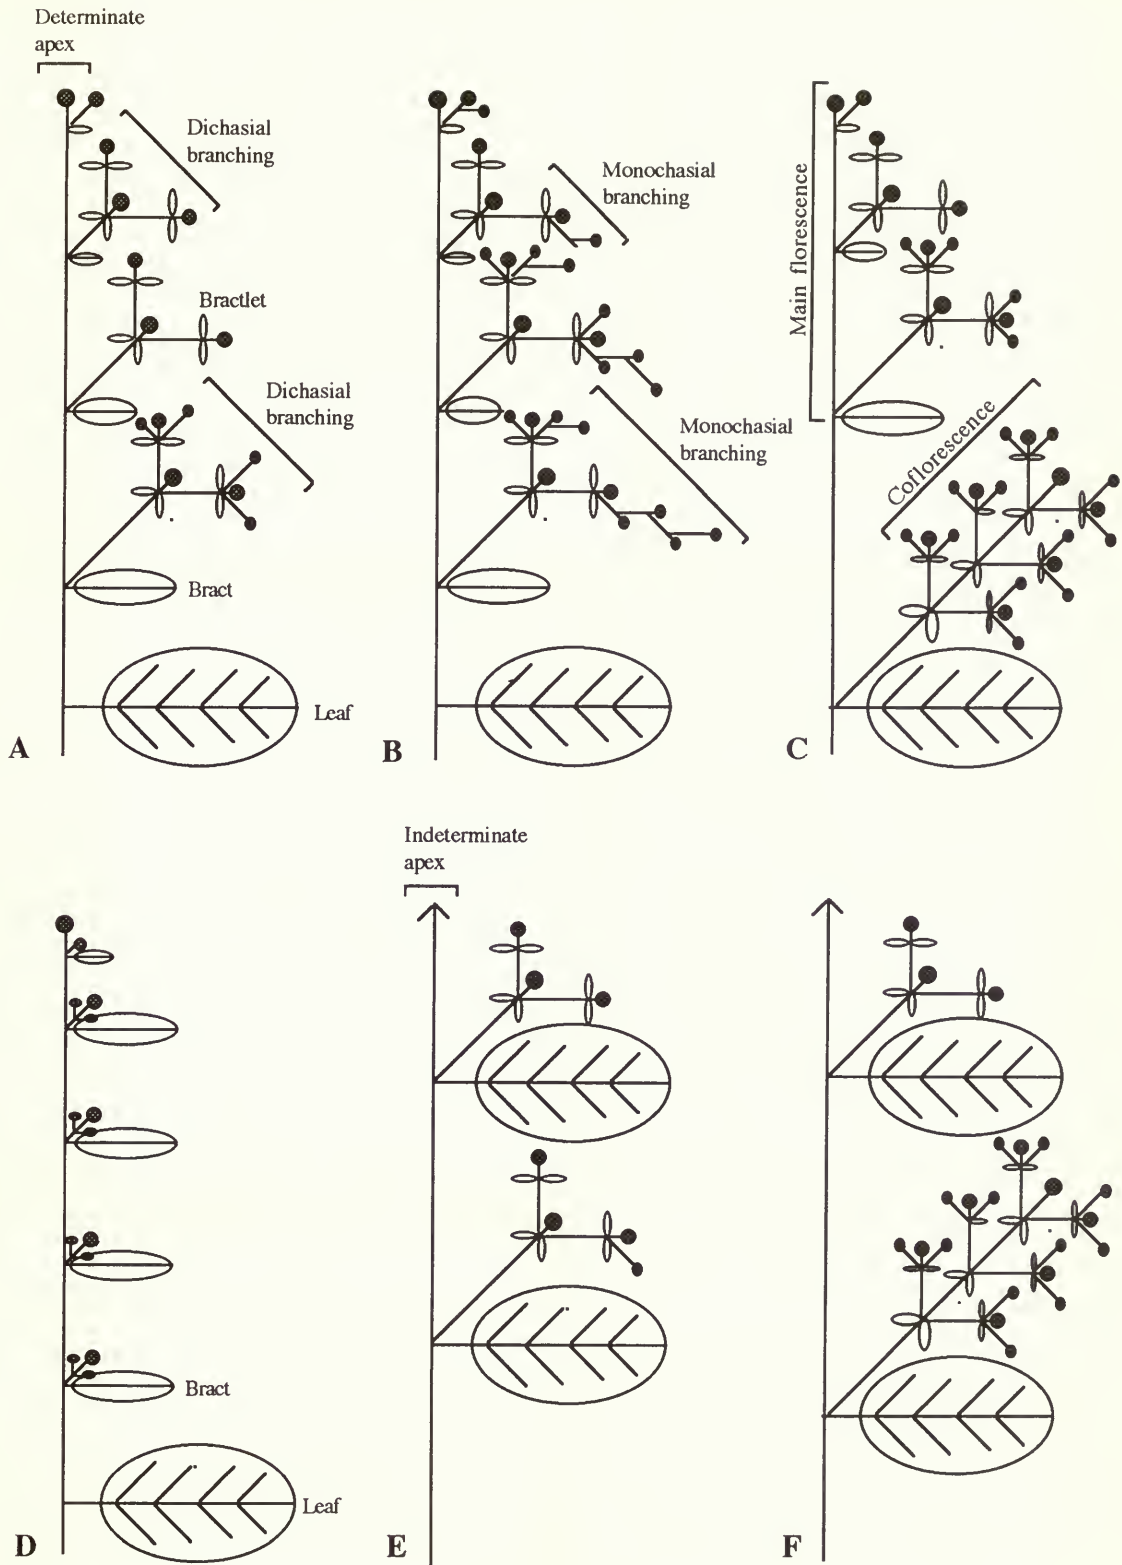 Determinate
apex
Dichasial
branching
Bractlet
Dichasial
branching
Bract
Leaf
A
Monochasial
branching
Monochasial
branching
B
Main florescence
Coflorescence
C
Bract
Leaf
D
Indeterminate
apex
E
F